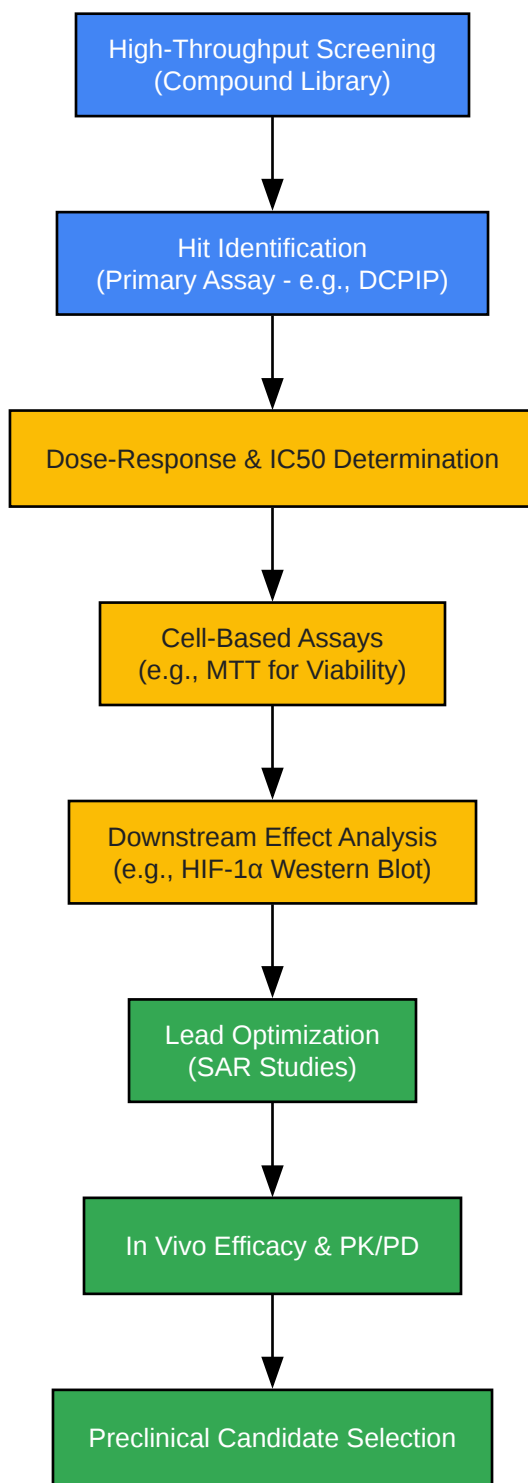 High-Throughput Screening
(Compound Library)
Hit Identification
(Primary Assay - e.g., DCPIP)
Dose-Response & IC50 Determination
Cell-Based Assays
(e.g., MTT for Viability)
Downstream Effect Analysis
(e.g., HIF-1α Western Blot)
Lead Optimization
(SAR Studies)
In Vivo Efficacy & PK/PD
Preclinical Candidate Selection